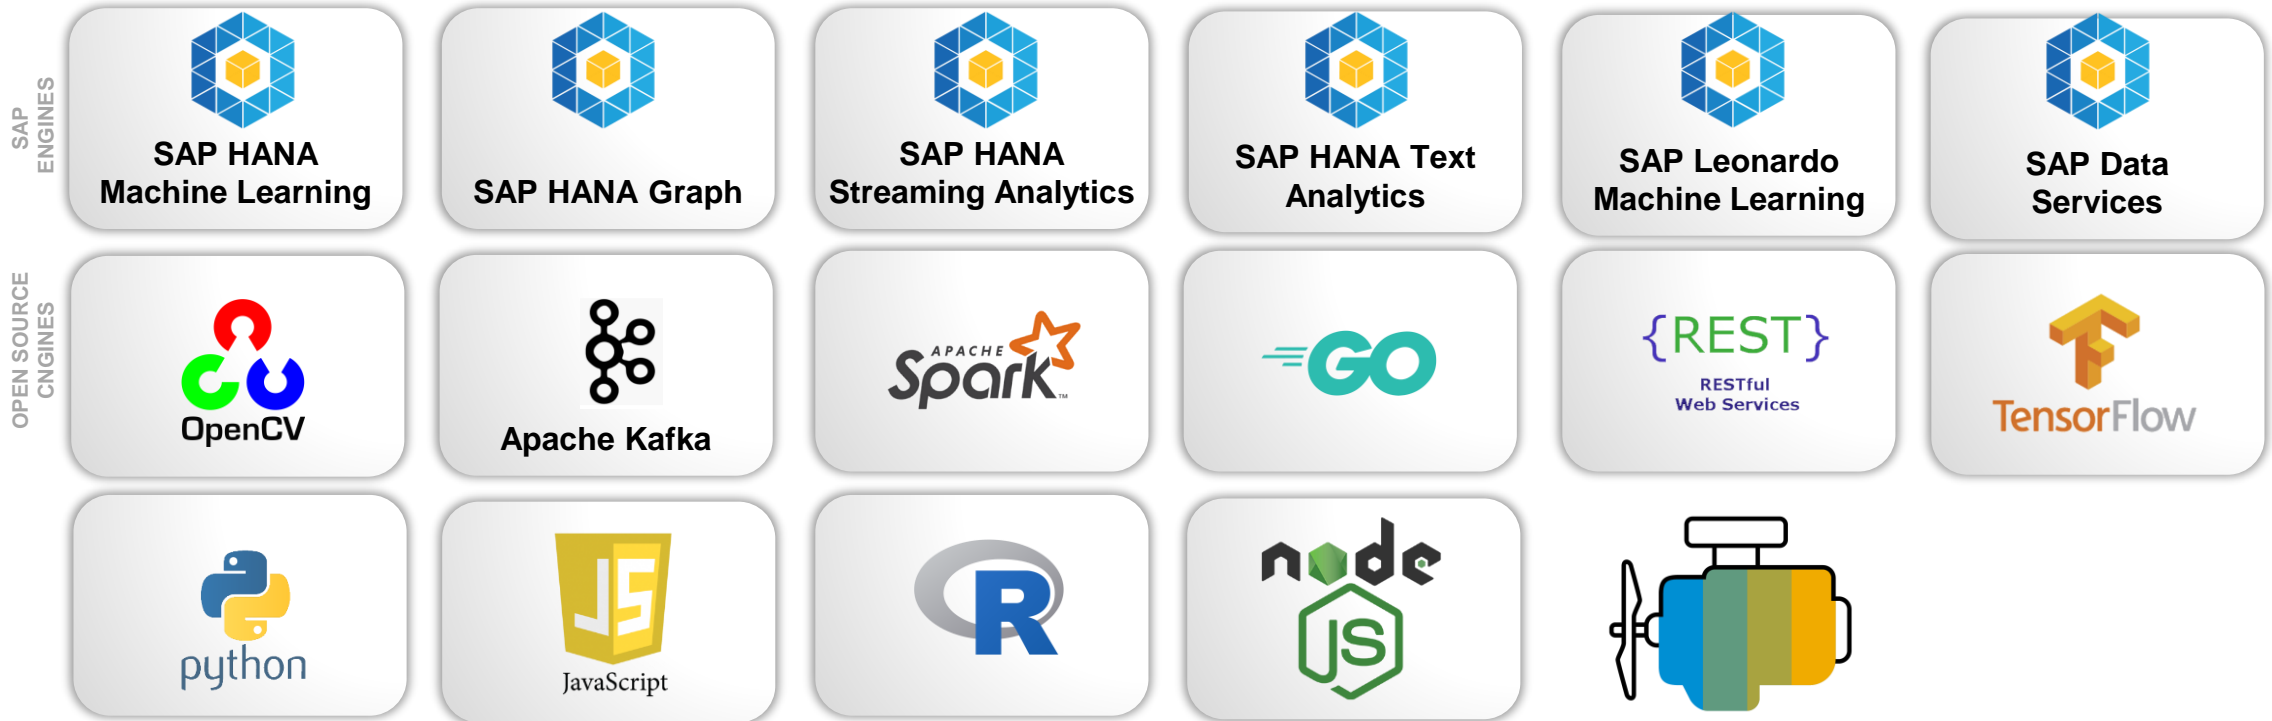 SAP
ENGINES
SAP HANA
Machine Learning
SAP HANA Graph
SAP HANA
Streaming Analytics
SAP HANA Text
Analytics
SAP Leonardo
Machine Learning
SAP Data
Services
OPEN SOURCE
CNGINES
OpenCV
Apache Kafka
APACHE
Spark™
GO
{REST}
RESTful
Web Services
TensorFlow
python
JS
JavaScript
R
node
JS